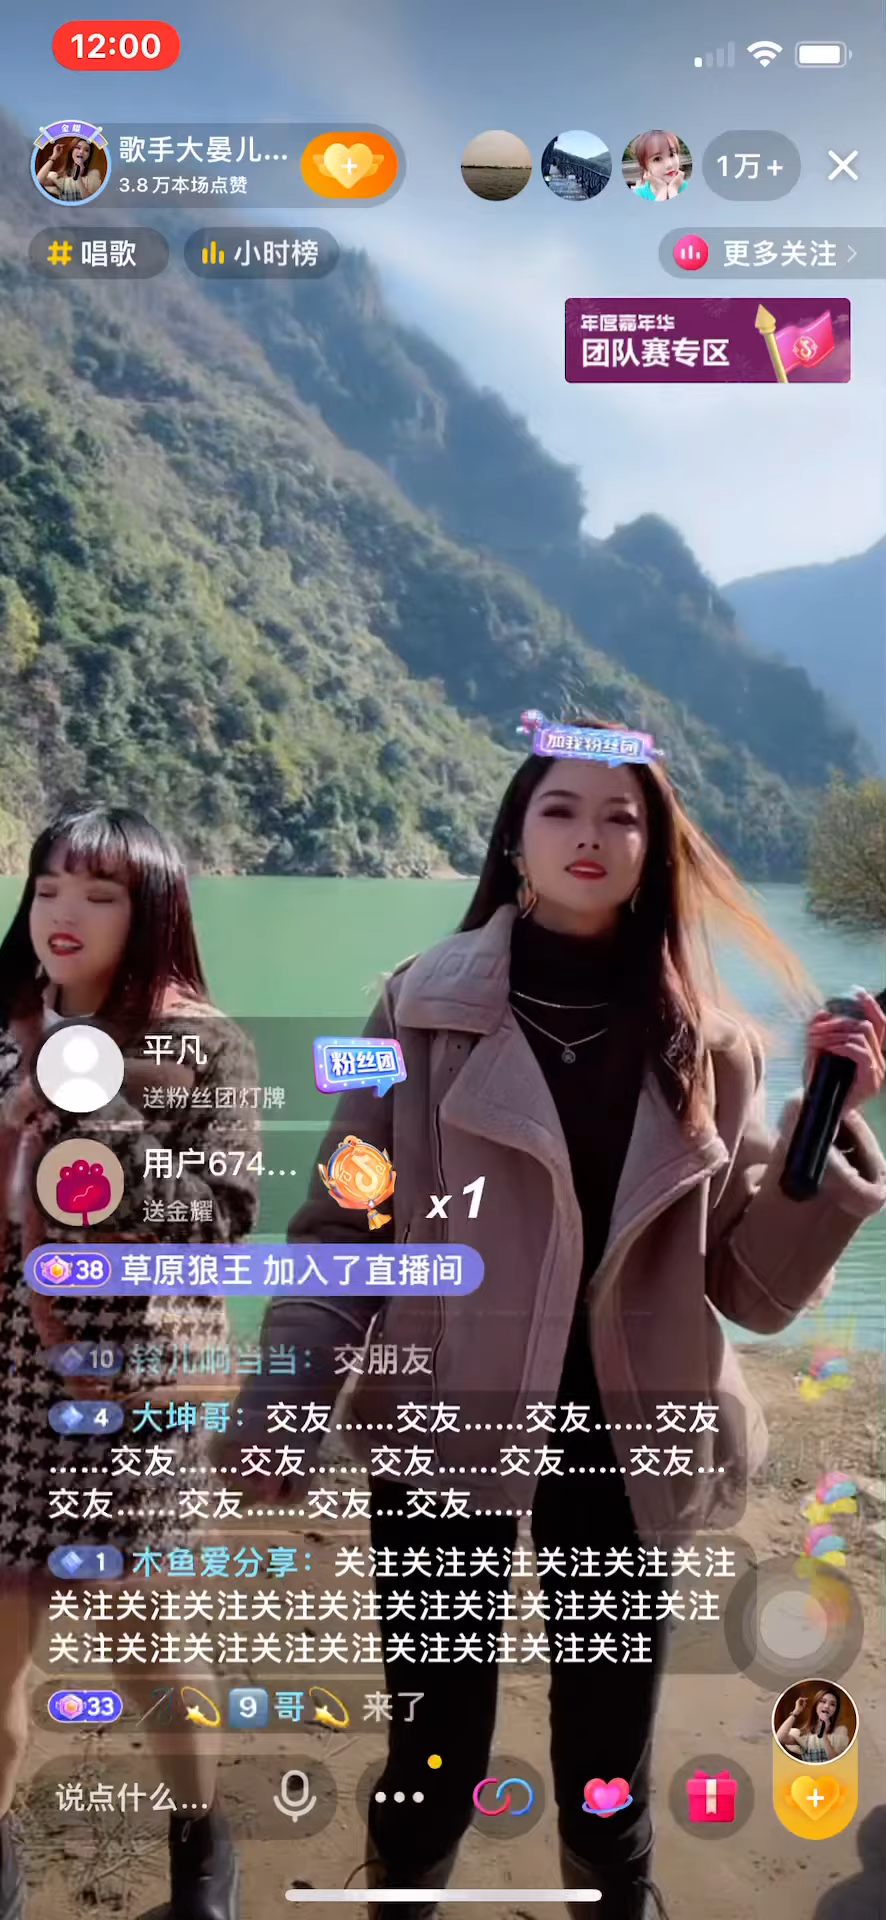 12:00
金耀
歌手大晏儿...
3.8万本场点赞
1万+
唱歌
小时榜
更多关注
年度嘉年华
团队赛专区
加我粉丝团
平凡
送粉丝团灯牌
粉丝团
用户674...
送金耀
x1
38 草原狼王 加入了直播间
10 铃儿响当当：交朋友
4 大坤哥：交友……交友……交友……交友
……交友……交友……交友……交友……交友…
交友……交友……交友…交友……
1 木鱼爱分享：关注关注关注关注关注关注
关注关注关注关注关注关注关注关注关注关注
关注关注关注关注关注关注关注关注关注
33 💫9️⃣哥💫 来了
说点什么...